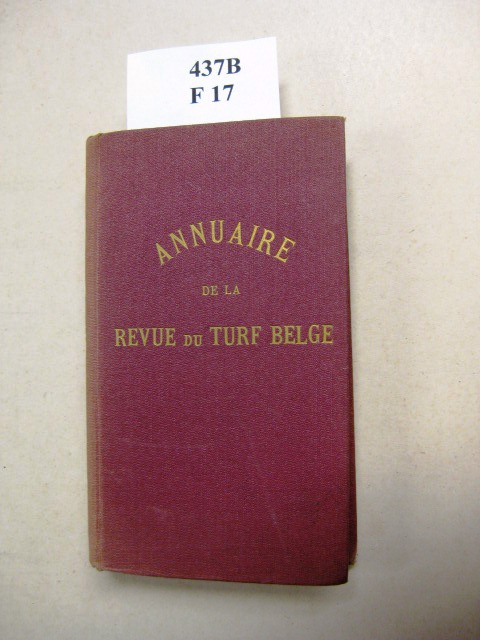 437B
F 17
ANNUAIRE
DE LA
REVUE DU TURF BELGE